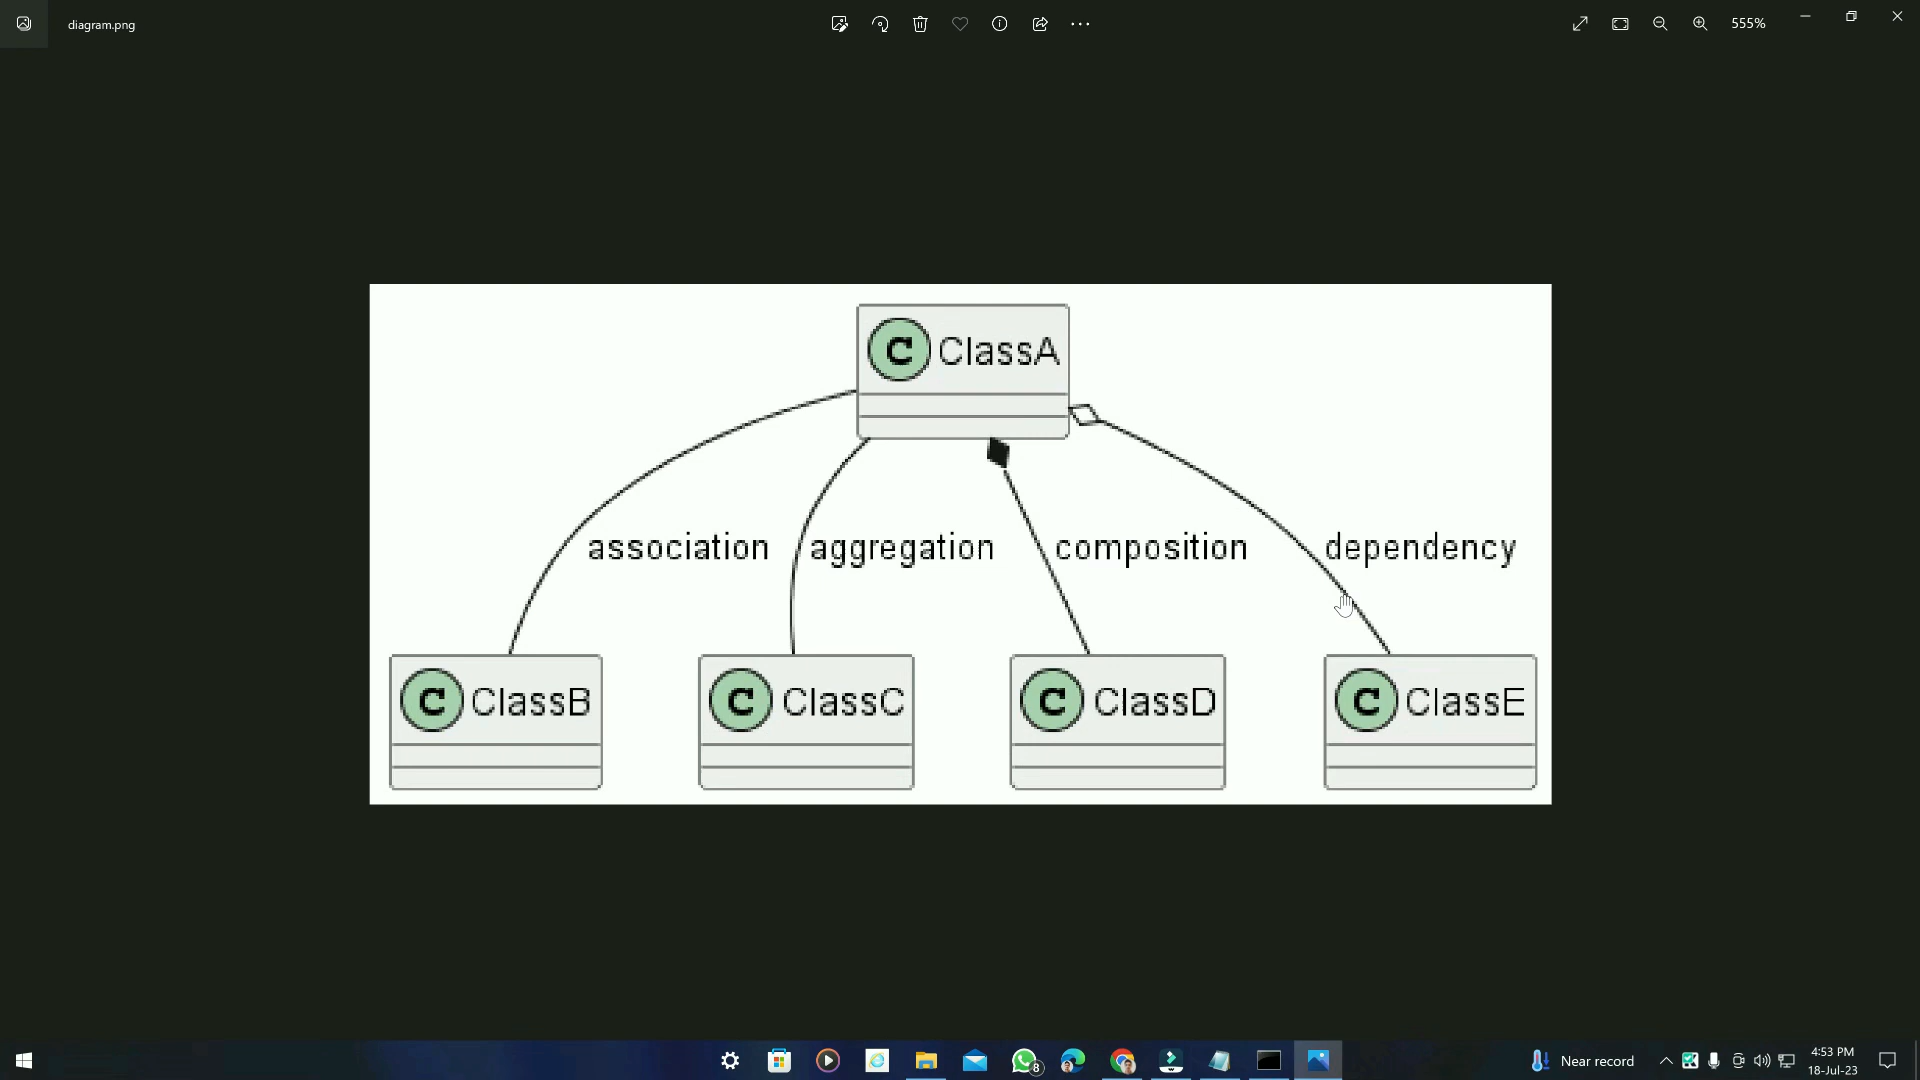 diagram.png
555%
C ClassA
association
aggregation
composition
dependency
C ClassB
C ClassC
C ClassD
C ClassE
8
Near record
4:53 PM
18-Jul-23